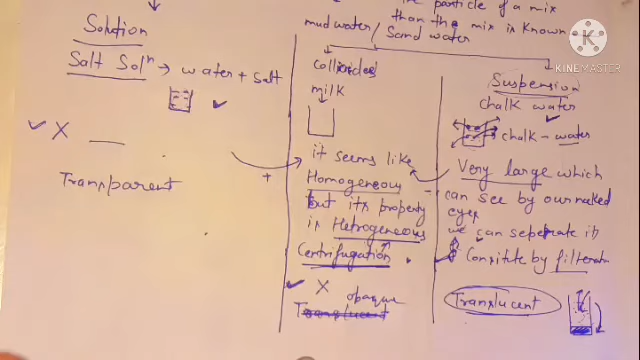 the particle of a mix
than the mix is known
mud water / Sand water
Solution
Salt Solⁿ → water + salt
X
Transparent
colloides
milk
it seems like
Homogeneous
but its property
is Hetrogeneous
Centrifugation
X
opaque
Translucent
Suspension
chalk water
chalk - water
Very large which
can see by our naked
eyes
we can seperate it
by filteratn
Translucent
K
KINEMASTER